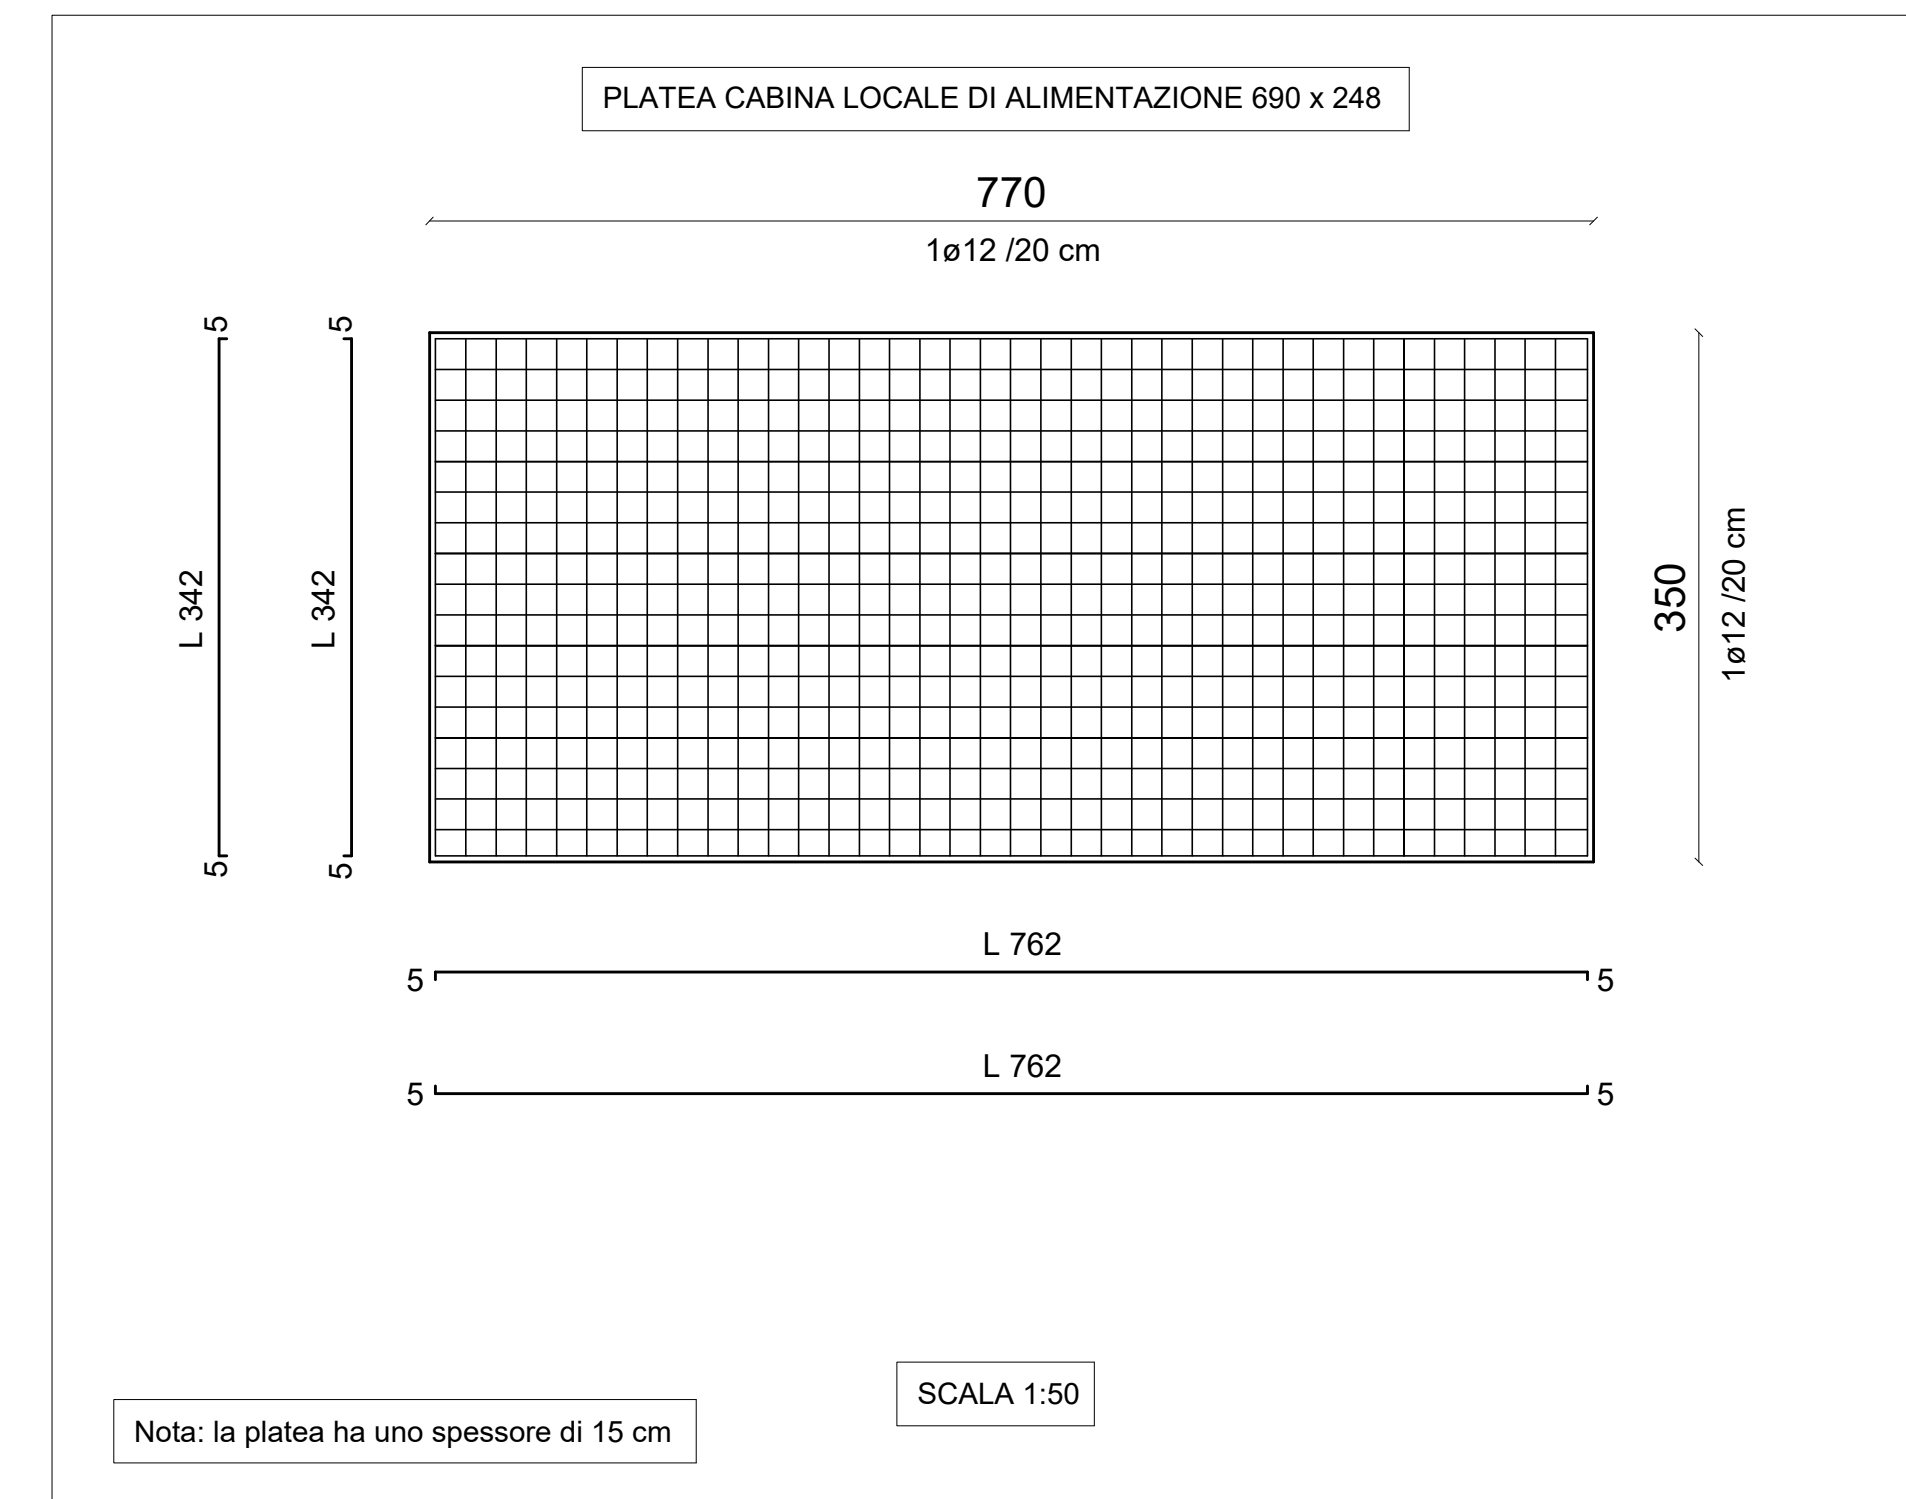 PLATEA CABINA LOCALE DI ALIMENTAZIONE 690 x 248
770
1ø12 /20 cm
5
5
L 342
L 342
5
5
350
1ø12 /20 cm
L 762
5
5
L 762
5
5
SCALA 1:50
Nota: la platea ha uno spessore di 15 cm